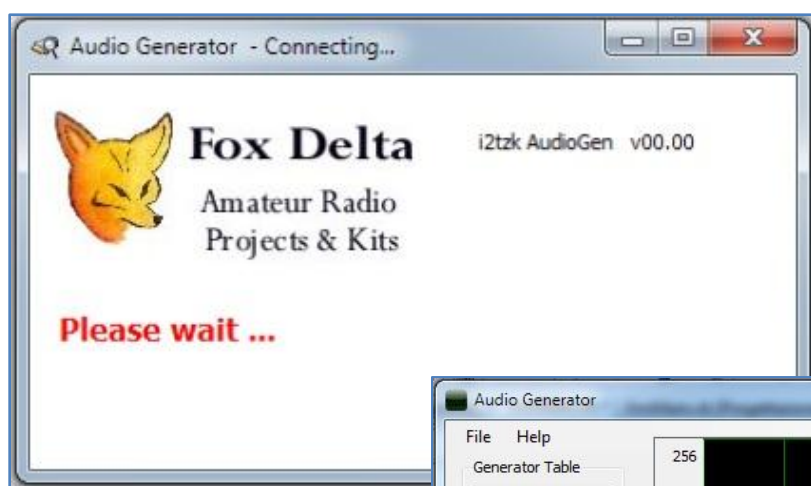 Audio Generator - Connecting...
Fox Delta
i2tzk AudioGen v00.00
Amateur Radio
Projects & Kits
Please wait ...
Audio Generator
File Help
Generator Table
256